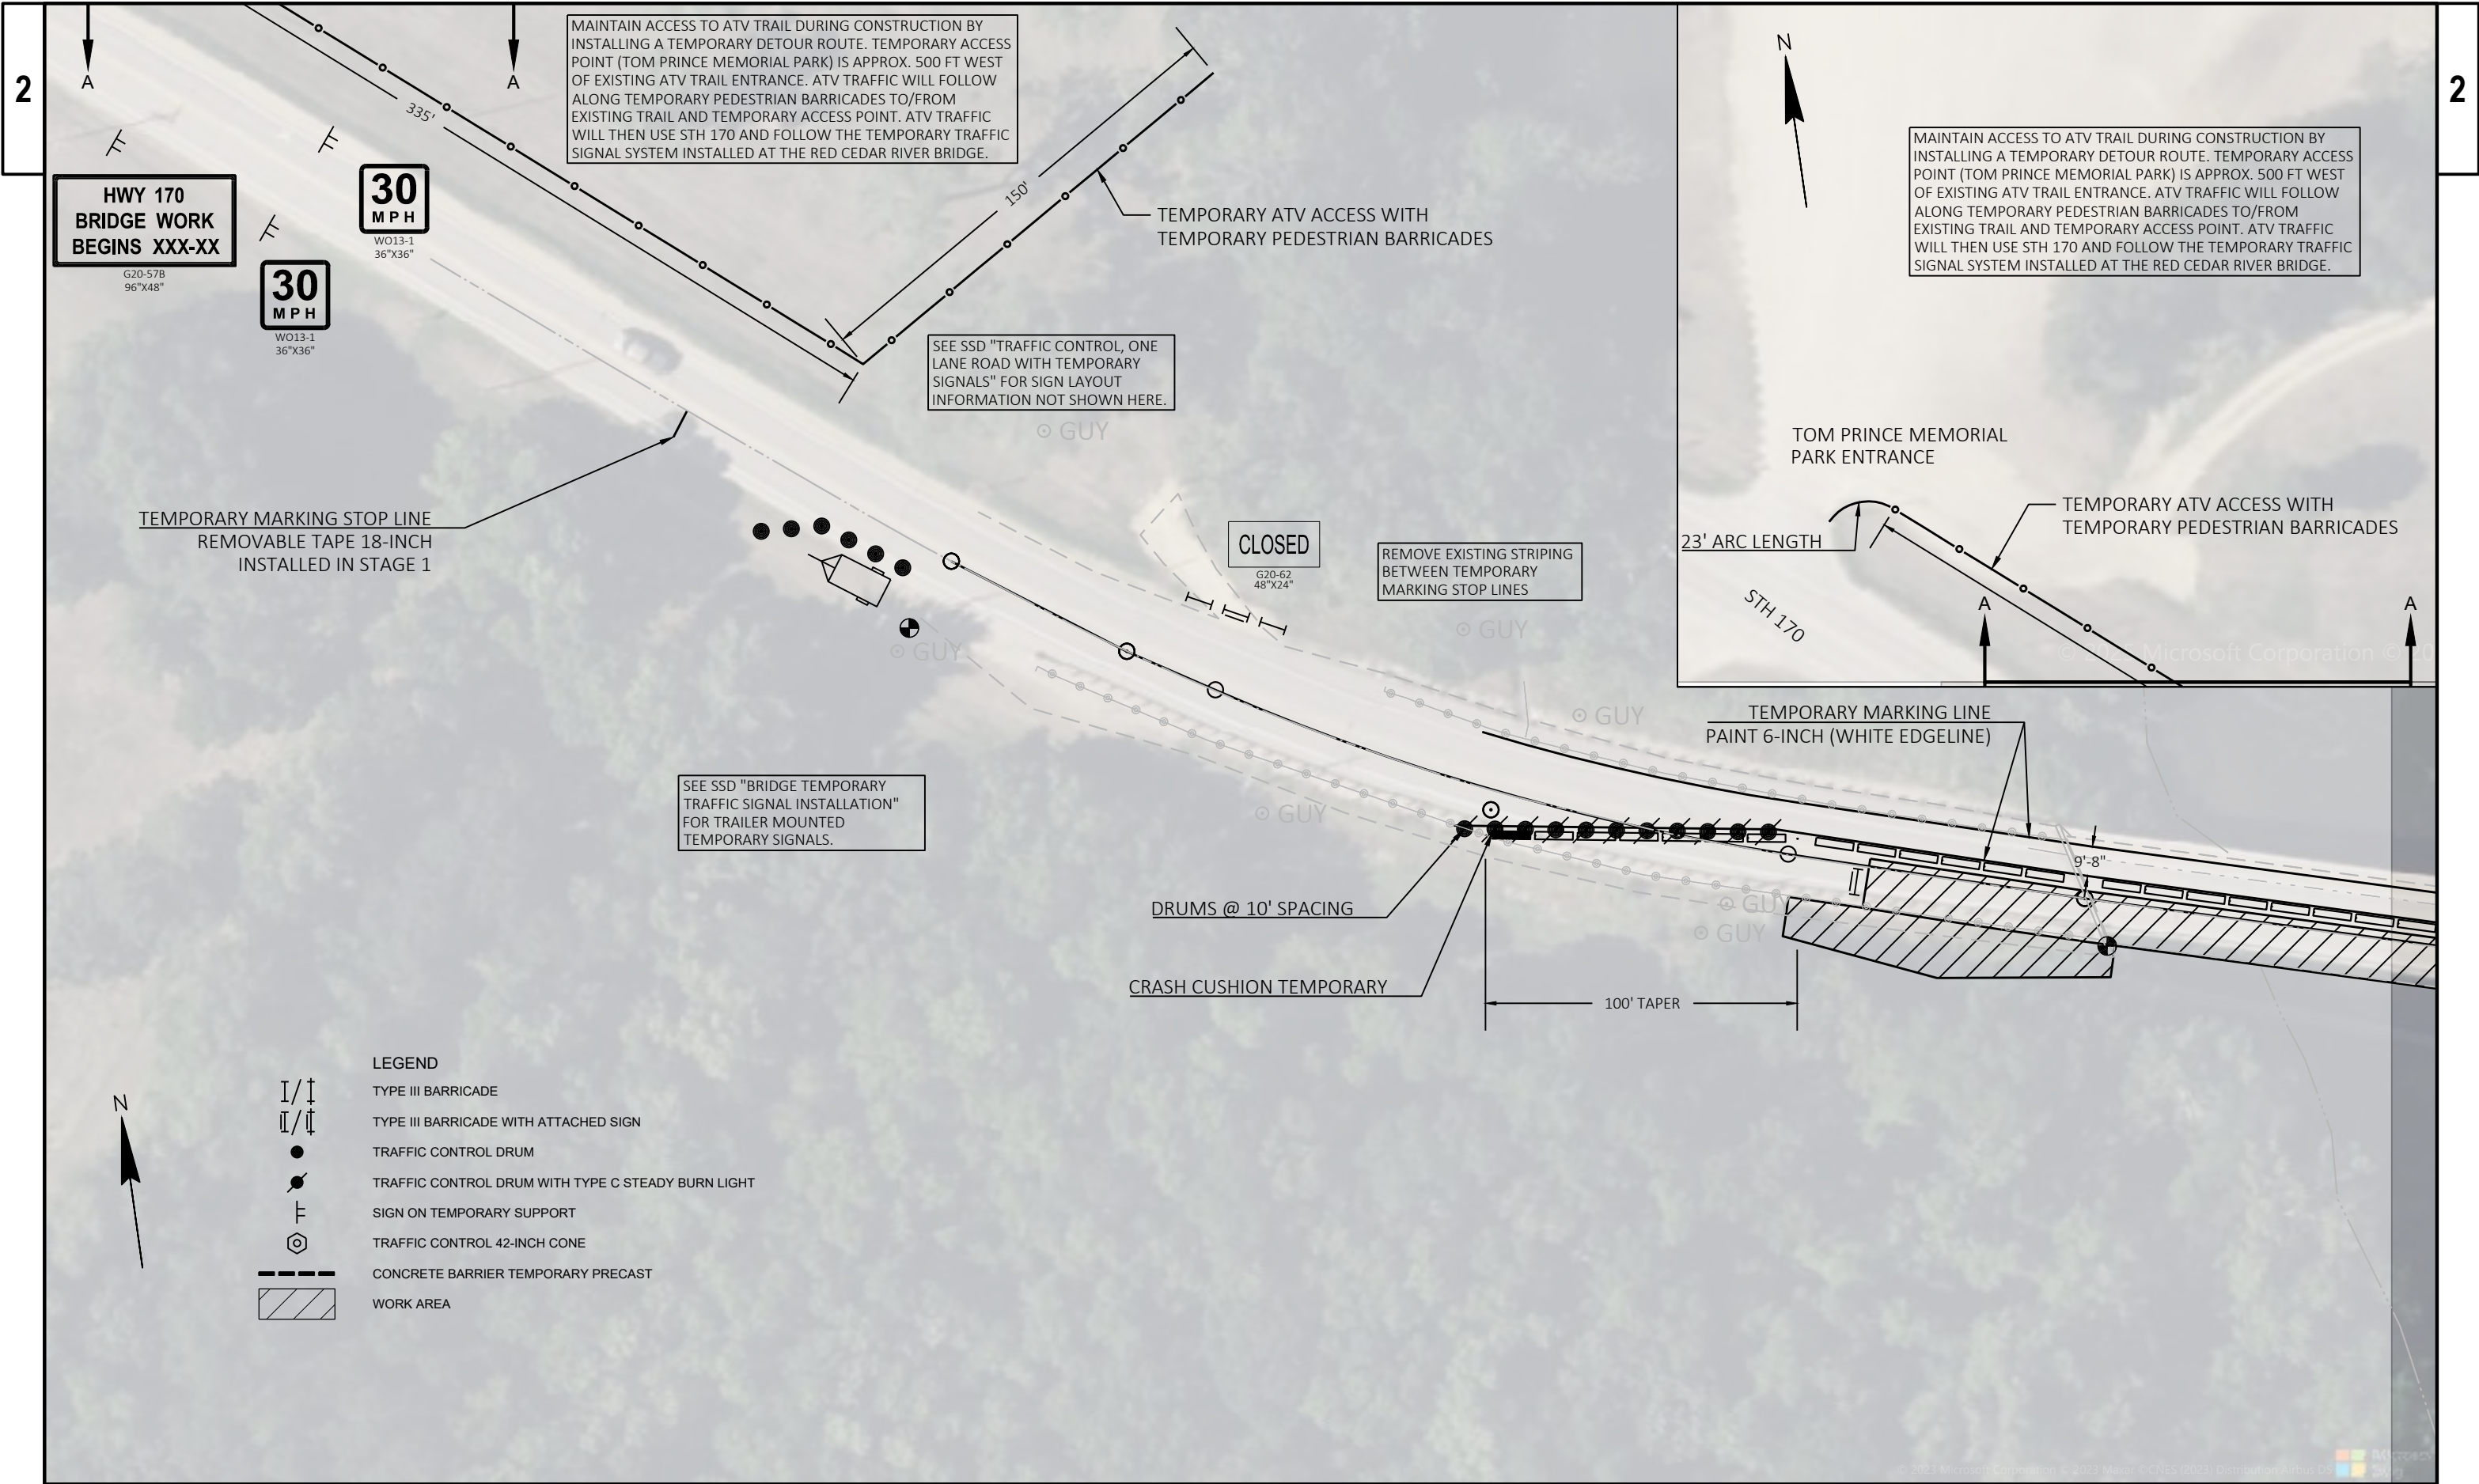 2
2
A
A
MAINTAIN ACCESS TO ATV TRAIL DURING CONSTRUCTION BY
INSTALLING A TEMPORARY DETOUR ROUTE. TEMPORARY ACCESS
POINT (TOM PRINCE MEMORIAL PARK) IS APPROX. 500 FT WEST
OF EXISTING ATV TRAIL ENTRANCE. ATV TRAFFIC WILL FOLLOW
ALONG TEMPORARY PEDESTRIAN BARRICADES TO/FROM
EXISTING TRAIL AND TEMPORARY ACCESS POINT. ATV TRAFFIC
WILL THEN USE STH 170 AND FOLLOW THE TEMPORARY TRAFFIC
SIGNAL SYSTEM INSTALLED AT THE RED CEDAR RIVER BRIDGE.
335'
150'
HWY 170
BRIDGE WORK
BEGINS XXX-XX
G20-57B
96"X48"
30
MPH
WO13-1
36"X36"
30
MPH
WO13-1
36"X36"
TEMPORARY ATV ACCESS WITH
TEMPORARY PEDESTRIAN BARRICADES
SEE SSD "TRAFFIC CONTROL, ONE
LANE ROAD WITH TEMPORARY
SIGNALS" FOR SIGN LAYOUT
INFORMATION NOT SHOWN HERE.
GUY
N
MAINTAIN ACCESS TO ATV TRAIL DURING CONSTRUCTION BY
INSTALLING A TEMPORARY DETOUR ROUTE. TEMPORARY ACCESS
POINT (TOM PRINCE MEMORIAL PARK) IS APPROX. 500 FT WEST
OF EXISTING ATV TRAIL ENTRANCE. ATV TRAFFIC WILL FOLLOW
ALONG TEMPORARY PEDESTRIAN BARRICADES TO/FROM
EXISTING TRAIL AND TEMPORARY ACCESS POINT. ATV TRAFFIC
WILL THEN USE STH 170 AND FOLLOW THE TEMPORARY TRAFFIC
SIGNAL SYSTEM INSTALLED AT THE RED CEDAR RIVER BRIDGE.
TOM PRINCE MEMORIAL
PARK ENTRANCE
TEMPORARY ATV ACCESS WITH
TEMPORARY PEDESTRIAN BARRICADES
23' ARC LENGTH
STH 170
A
A
Microsoft Corporation ©
TEMPORARY MARKING STOP LINE
REMOVABLE TAPE 18-INCH
INSTALLED IN STAGE 1
CLOSED
G20-62
48"X24"
REMOVE EXISTING STRIPING
BETWEEN TEMPORARY
MARKING STOP LINES
GUY
GUY
GUY
TEMPORARY MARKING LINE
PAINT 6-INCH (WHITE EDGELINE)
SEE SSD "BRIDGE TEMPORARY
TRAFFIC SIGNAL INSTALLATION"
FOR TRAILER MOUNTED
TEMPORARY SIGNALS.
GUY
9'-8"
DRUMS @ 10' SPACING
GUY
GUY
CRASH CUSHION TEMPORARY
100' TAPER
N
LEGEND
TYPE III BARRICADE
TYPE III BARRICADE WITH ATTACHED SIGN
TRAFFIC CONTROL DRUM
TRAFFIC CONTROL DRUM WITH TYPE C STEADY BURN LIGHT
SIGN ON TEMPORARY SUPPORT
TRAFFIC CONTROL 42-INCH CONE
CONCRETE BARRIER TEMPORARY PRECAST
WORK AREA
© 2023 Microsoft Corporation © 2023 Maxar ©CNES (2023) Distribution Airbus DS